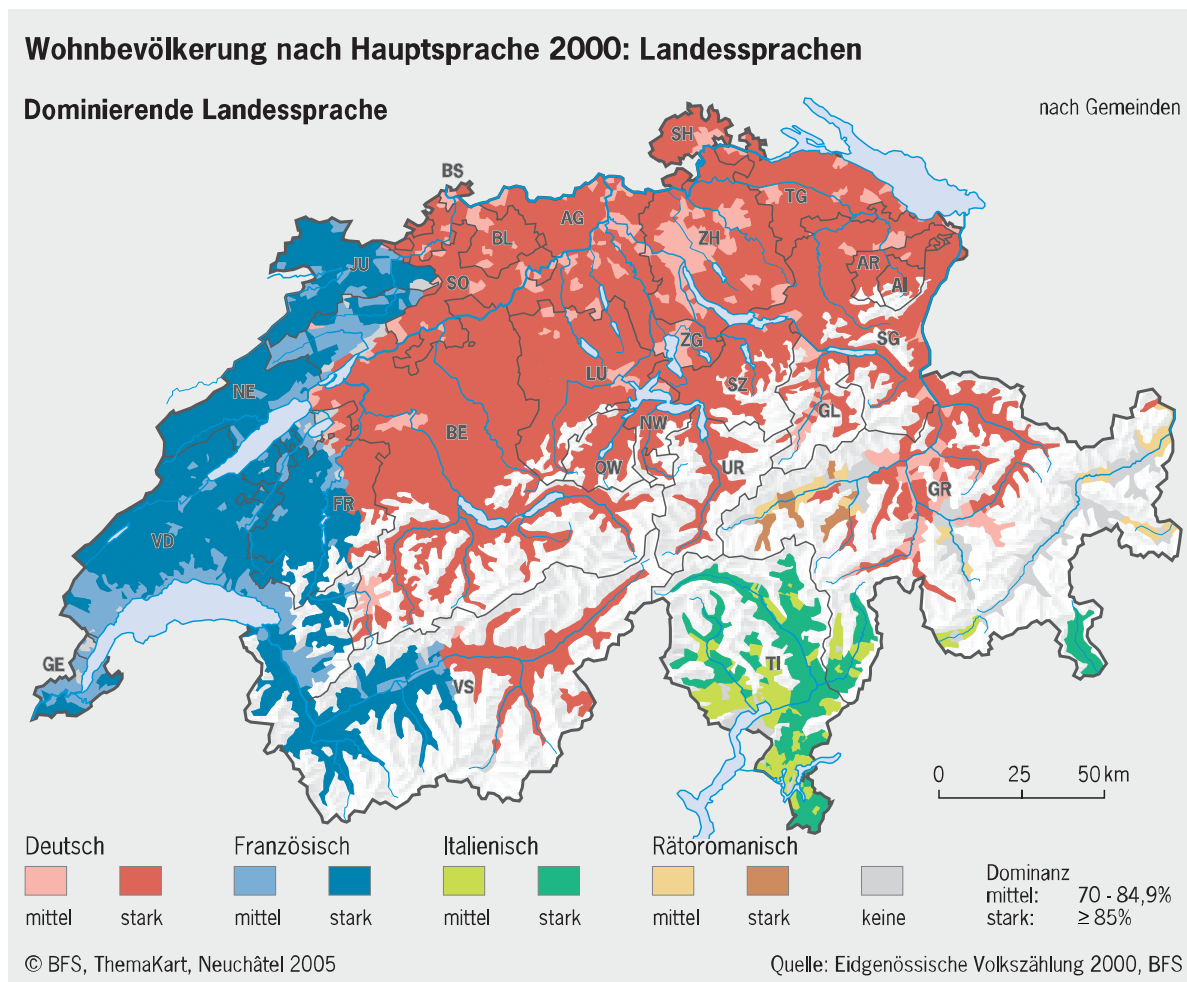 Wohnbevölkerung nach Hauptsprache 2000: Landessprachen
Dominierende Landessprache
nach Gemeinden
SH
BS
TG
AG
BL
ZH
JU
AR
SO
AI
ZG
SG
LU
SZ
NE
GL
NW
BE
OW
UR
GR
FR
VD
GE
TI
VS
0 25 50 km
Deutsch Französisch Italienisch Rätoromanisch
mittel stark mittel stark mittel stark mittel stark keine
Dominanz
mittel: 70 - 84,9%
stark: ≥ 85%
© BFS, ThemaKart, Neuchâtel 2005
Quelle: Eidgenössische Volkszählung 2000, BFS